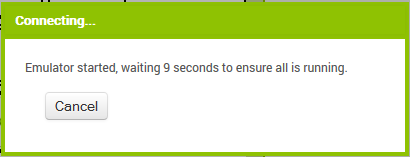 Connecting...
Emulator started, waiting 9 seconds to ensure all is running.
Cancel